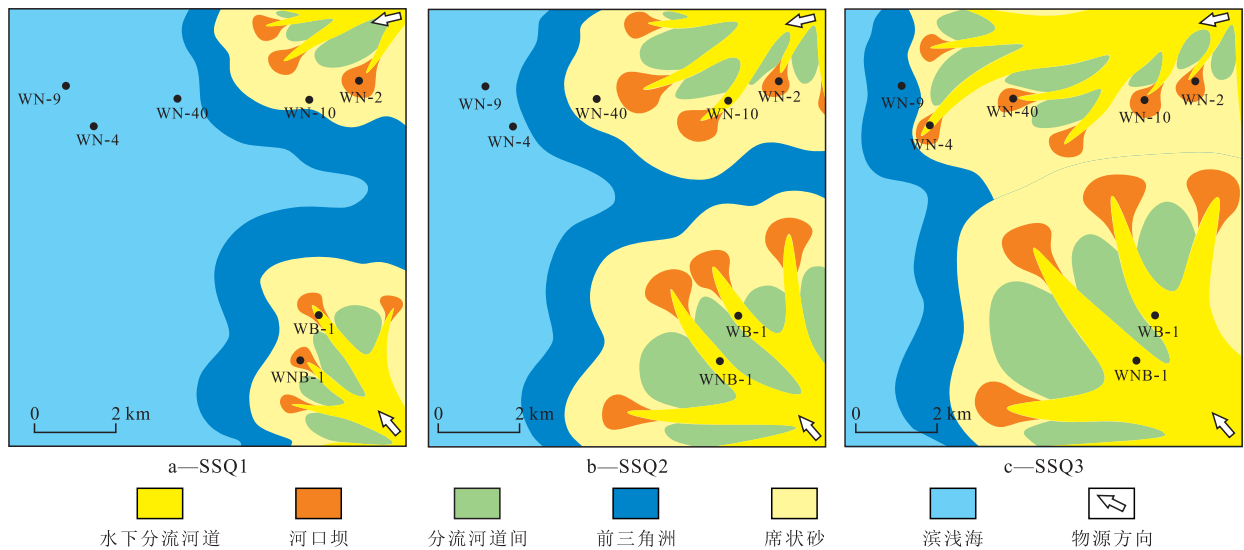 WN-9
WN-40
WN-4
WN-10
WN-2
WB-1
WNB-1
0 2 km
a—SSQ1
WN-9
WN-40
WN-4
WN-10
WN-2
WB-1
WNB-1
0 2 km
b—SSQ2
WN-9
WN-40
WN-4
WN-10
WN-2
WB-1
WNB-1
0 2 km
c—SSQ3
水下分流河道 河口坝 分流河道间 前三角洲 席状砂 滨浅海 物源方向